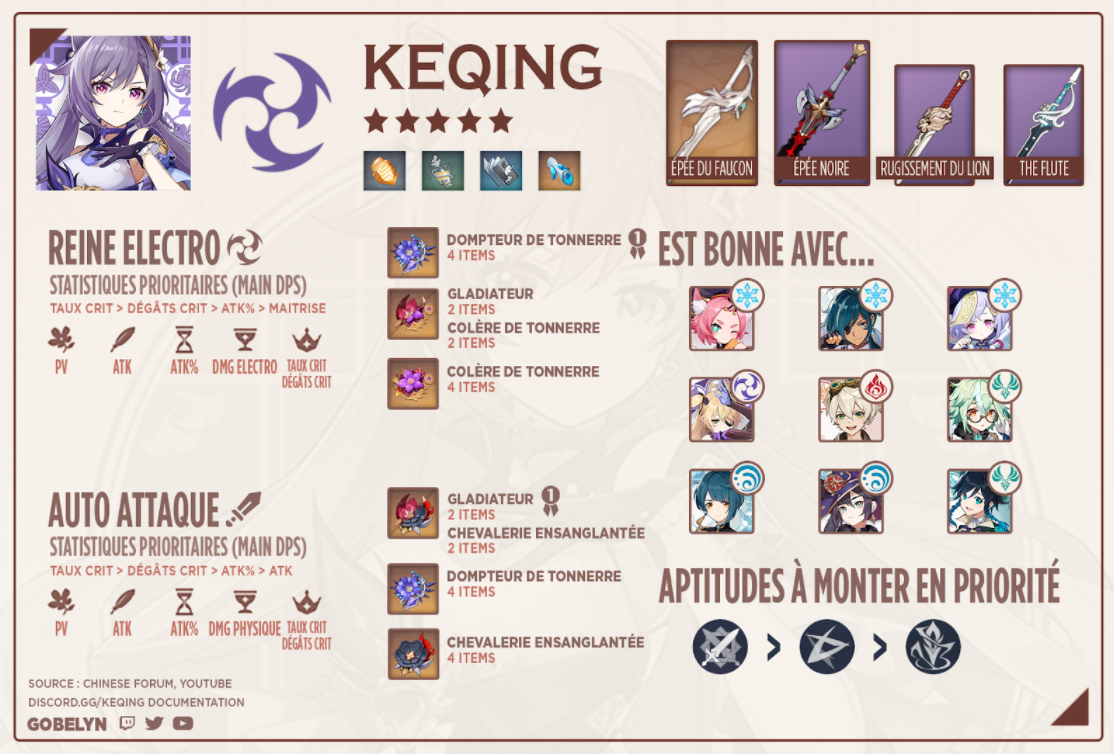 KEQING
ÉPÉE DU FAUCON
ÉPÉE NOIRE
RUGISSEMENT DU LION
THE FLUTE
REINE ELECTRO
STATISTIQUES PRIORITAIRES (MAIN DPS)
TAUX CRIT > DÉGÂTS CRIT > ATK% > MAITRISE
PV
ATK
ATK%
DMG ELECTRO
TAUX CRIT
DÉGÂTS CRIT
DOMPTEUR DE TONNERRE 1
4 ITEMS
GLADIATEUR
2 ITEMS
COLÈRE DE TONNERRE
2 ITEMS
COLÈRE DE TONNERRE
4 ITEMS
EST BONNE AVEC...
AUTO ATTAQUE
STATISTIQUES PRIORITAIRES (MAIN DPS)
TAUX CRIT > DÉGÂTS CRIT > ATK% > ATK
PV
ATK
ATK%
DMG PHYSIQUE
TAUX CRIT
DÉGÂTS CRIT
GLADIATEUR 1
2 ITEMS
CHEVALERIE ENSANGLANTÉE
2 ITEMS
DOMPTEUR DE TONNERRE
4 ITEMS
CHEVALERIE ENSANGLANTÉE
4 ITEMS
APTITUDES À MONTER EN PRIORITÉ
> >
SOURCE : CHINESE FORUM, YOUTUBE
DISCORD.GG/KEQING DOCUMENTATION
GOBELYN